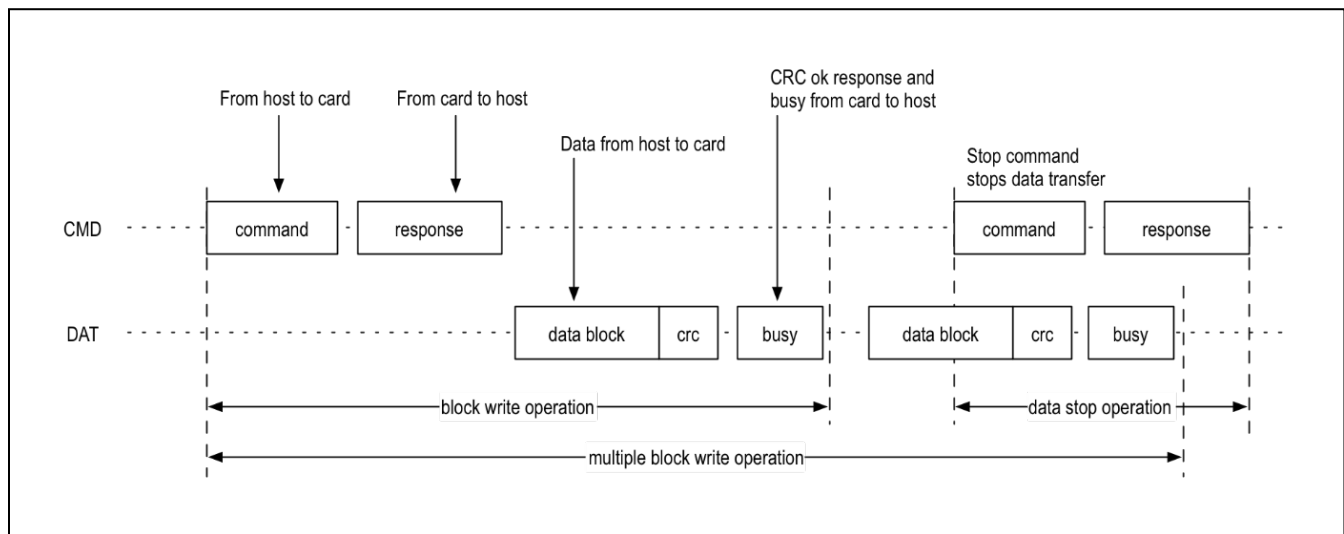 From host to card
From card to host
CRC ok response and
busy from card to host
Data from host to card
Stop command
stops data transfer
CMD
command
response
command
response
DAT
data block
crc
busy
data block
crc
busy
block write operation
data stop operation
multiple block write operation